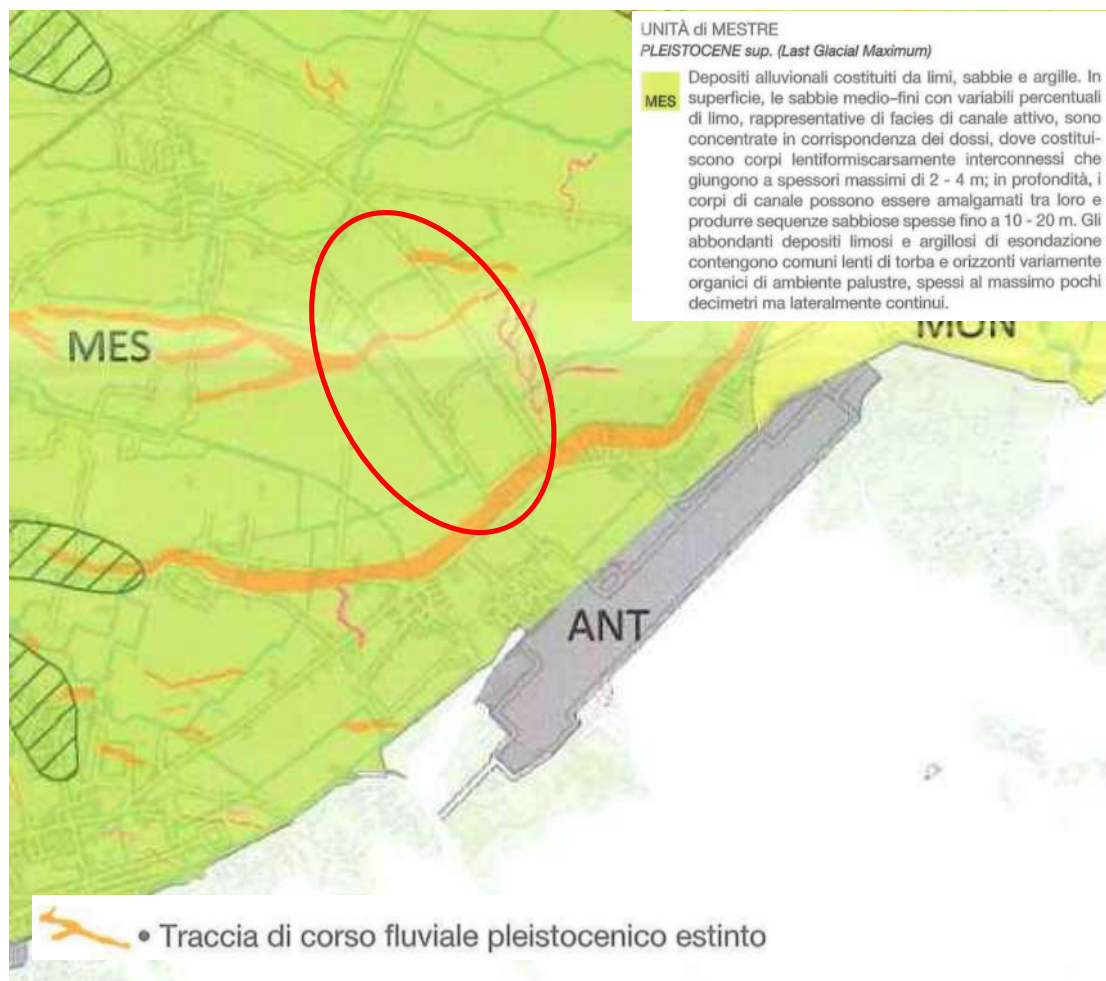 UNITÀ di MESTRE
PLEISTOCENE sup. (Last Glacial Maximum)
MES
Depositi alluvionali costituiti da limi, sabbie e argille. In
superficie, le sabbie medio–fini con variabili percentuali
di limo, rappresentative di facies di canale attivo, sono
concentrate in corrispondenza dei dossi, dove costitui-
scono corpi lentiformiscarsamente interconnessi che
giungono a spessori massimi di 2 - 4 m; in profondità, i
corpi di canale possono essere amalgamati tra loro e
produrre sequenze sabbiose spesse fino a 10 - 20 m. Gli
abbondanti depositi limosi e argillosi di esondazione
contengono comuni lenti di torba e orizzonti variamente
organici di ambiente palustre, spessi al massimo pochi
decimetri ma lateralmente continui.
MON
MES
ANT
• Traccia di corso fluviale pleistocenico estinto